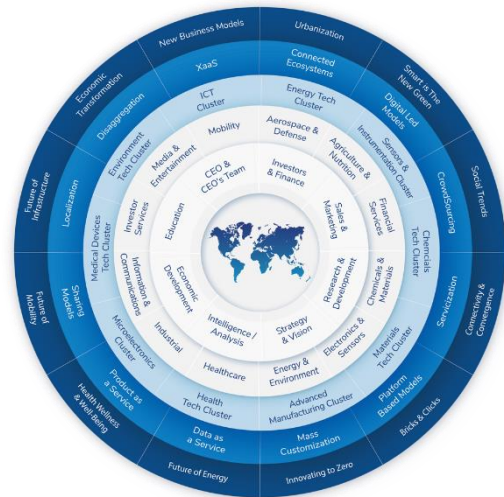 New Business Models
Urbanization
Smart is The
New Green
Social Trends
Connectivity &
Convergence
Bricks & Clicks
Innovating to Zero
Future of Energy
Health Wellness
& Well-Being
Future of
Mobility
Future of
Infrastructure
Economic
Transformation
XaaS
Connected
Ecosystems
Digital Led
Models
CrowdSourcing
Servicization
Platform
Based Models
Mass
Customization
Data as
a Service
Product as
a Service
Sharing
Models
Localization
Disaggregation
ICT
Cluster
Energy Tech
Cluster
Sensors &
Instrumentation Cluster
Chemcials
Tech Cluster
Materials
Tech Cluster
Advanced
Manufacturing Cluster
Health
Tech Cluster
Microelectronics
Cluster
Medical Devices
Tech Cluster
Environment
Tech Cluster
Mobility
Aerospace &
Defense
Agriculture &
Nutrition
Financial
Services
Chemicals &
Materials
Electronics &
Sensors
Energy &
Environment
Healthcare
Industrial
Information &
Communications
Investor
Services
Media &
Entertainment
CEO &
CEO's Team
Investors
& Finance
Sales &
Marketing
Research &
Development
Strategy
& Vision
Intelligence /
Analysis
Economic
Development
Education